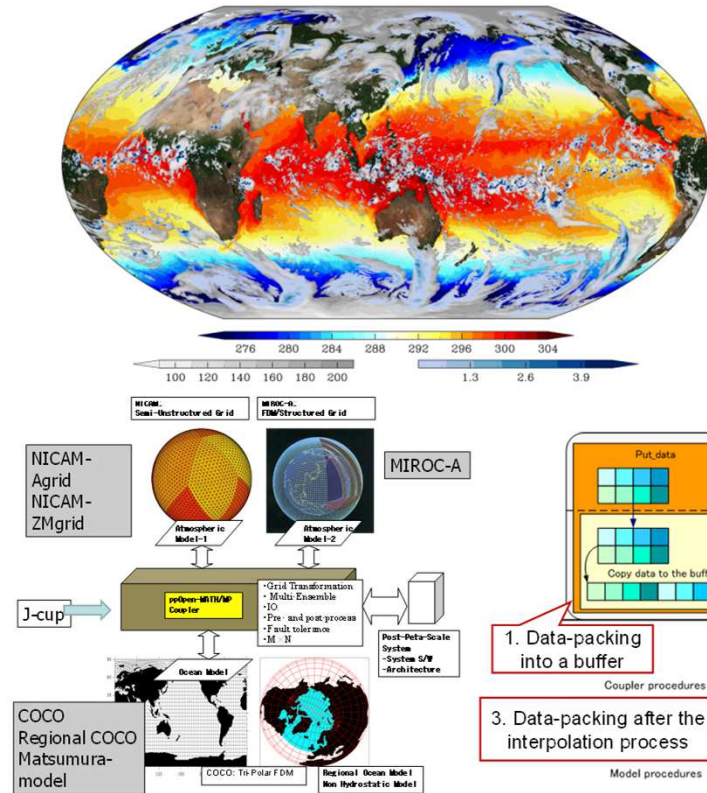 276 280 284 288 292 296 300 304
100 120 140 160 180 200
1.3 2.6 3.9
NICAM,
Semi-Unstructured Grid
MIROC-A,
FDM/Structured Grid
NICAM-
Agrid
NICAM-
ZMgrid
MIROC-A
Atmospheric
Model-1
Atmospheric
Model-2
J-cup
ppOpen-MATH/MP
Coupler
・Grid Transformation
・Multi-Ensemble
・IO
・Pre- and post-process
・Fault tolerance
・M×N
Post-Peta-Scale
System
-System S/W
-Architecture
Ocean Model
COCO
Regional COCO
Matsumura-
model
COCO: Tri-Polar FDM
Regional Ocean Model
Non Hydrostatic Model
Put_data
Copy data to the buff
1. Data-packing
into a buffer
Coupler procedures
3. Data-packing after the
interpolation process
Model procedures